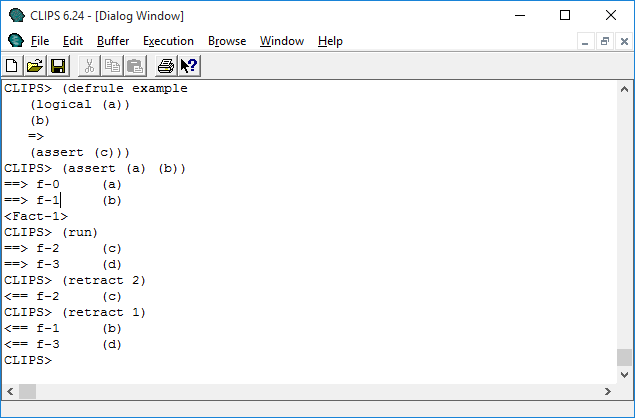 CLIPS 6.24 - [Dialog Window]
File Edit Buffer Execution Browse Window Help
CLIPS> (defrule example
   (logical (a))
   (b)
   =>
   (assert (c)))
CLIPS> (assert (a) (b))
==> f-0     (a)
==> f-1     (b)
<Fact-1>
CLIPS> (run)
==> f-2     (c)
==> f-3     (d)
CLIPS> (retract 2)
<== f-2     (c)
CLIPS> (retract 1)
<== f-1     (b)
<== f-3     (d)
CLIPS>